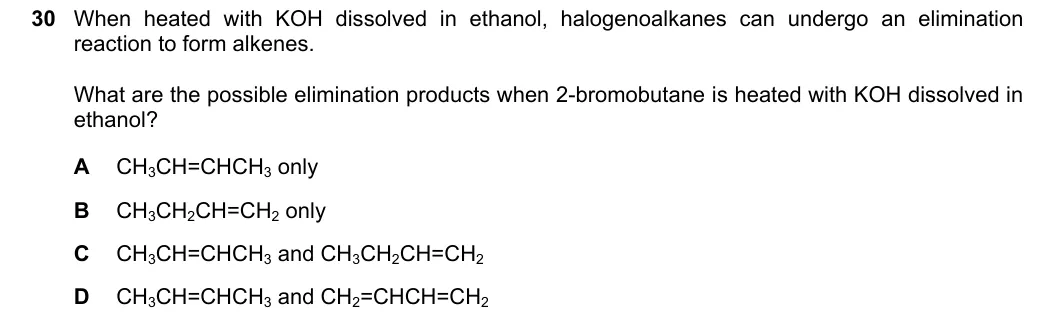 30 When heated with KOH dissolved in ethanol, halogenoalkanes can undergo an elimination
reaction to form alkenes.
What are the possible elimination products when 2-bromobutane is heated with KOH dissolved in
ethanol?
A CH₃CH=CHCH₃ only
B CH₃CH₂CH=CH₂ only
C CH₃CH=CHCH₃ and CH₃CH₂CH=CH₂
D CH₃CH=CHCH₃ and CH₂=CHCH=CH₂